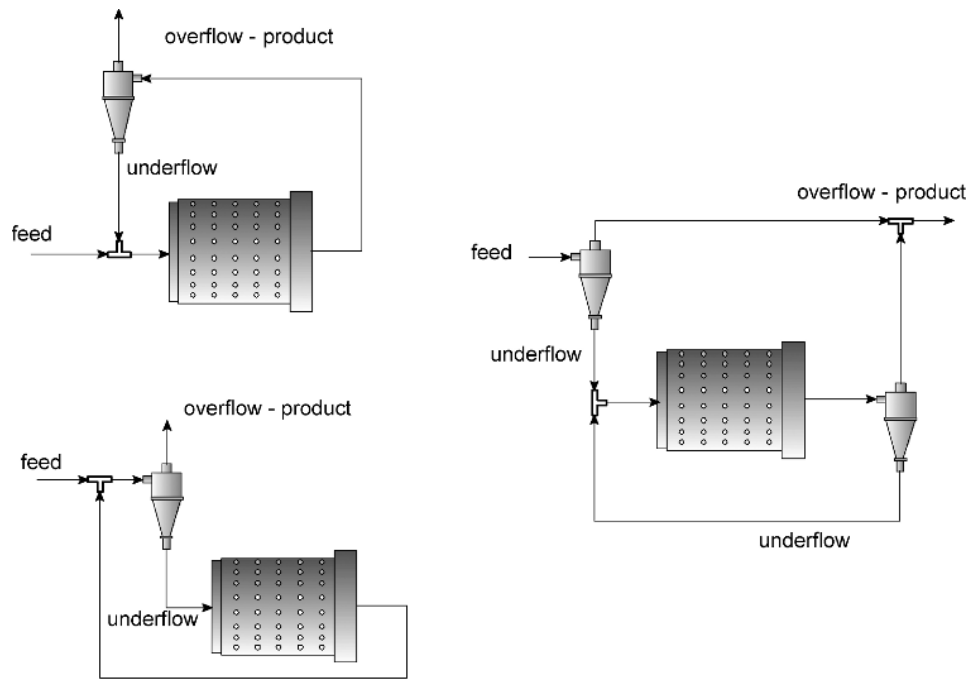 overflow - product
underflow
feed
overflow - product
feed
underflow
overflow - product
feed
underflow
underflow